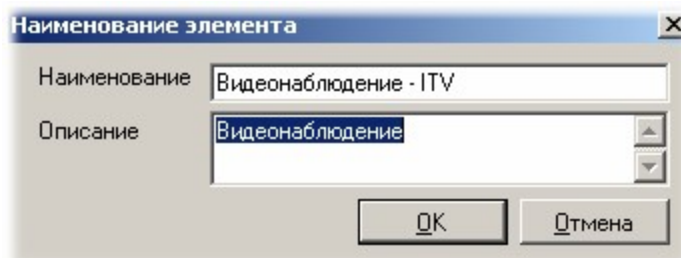 Наименование элемента
Наименование Видеонаблюдение - ITV
Описание Видеонаблюдение
OK Отмена